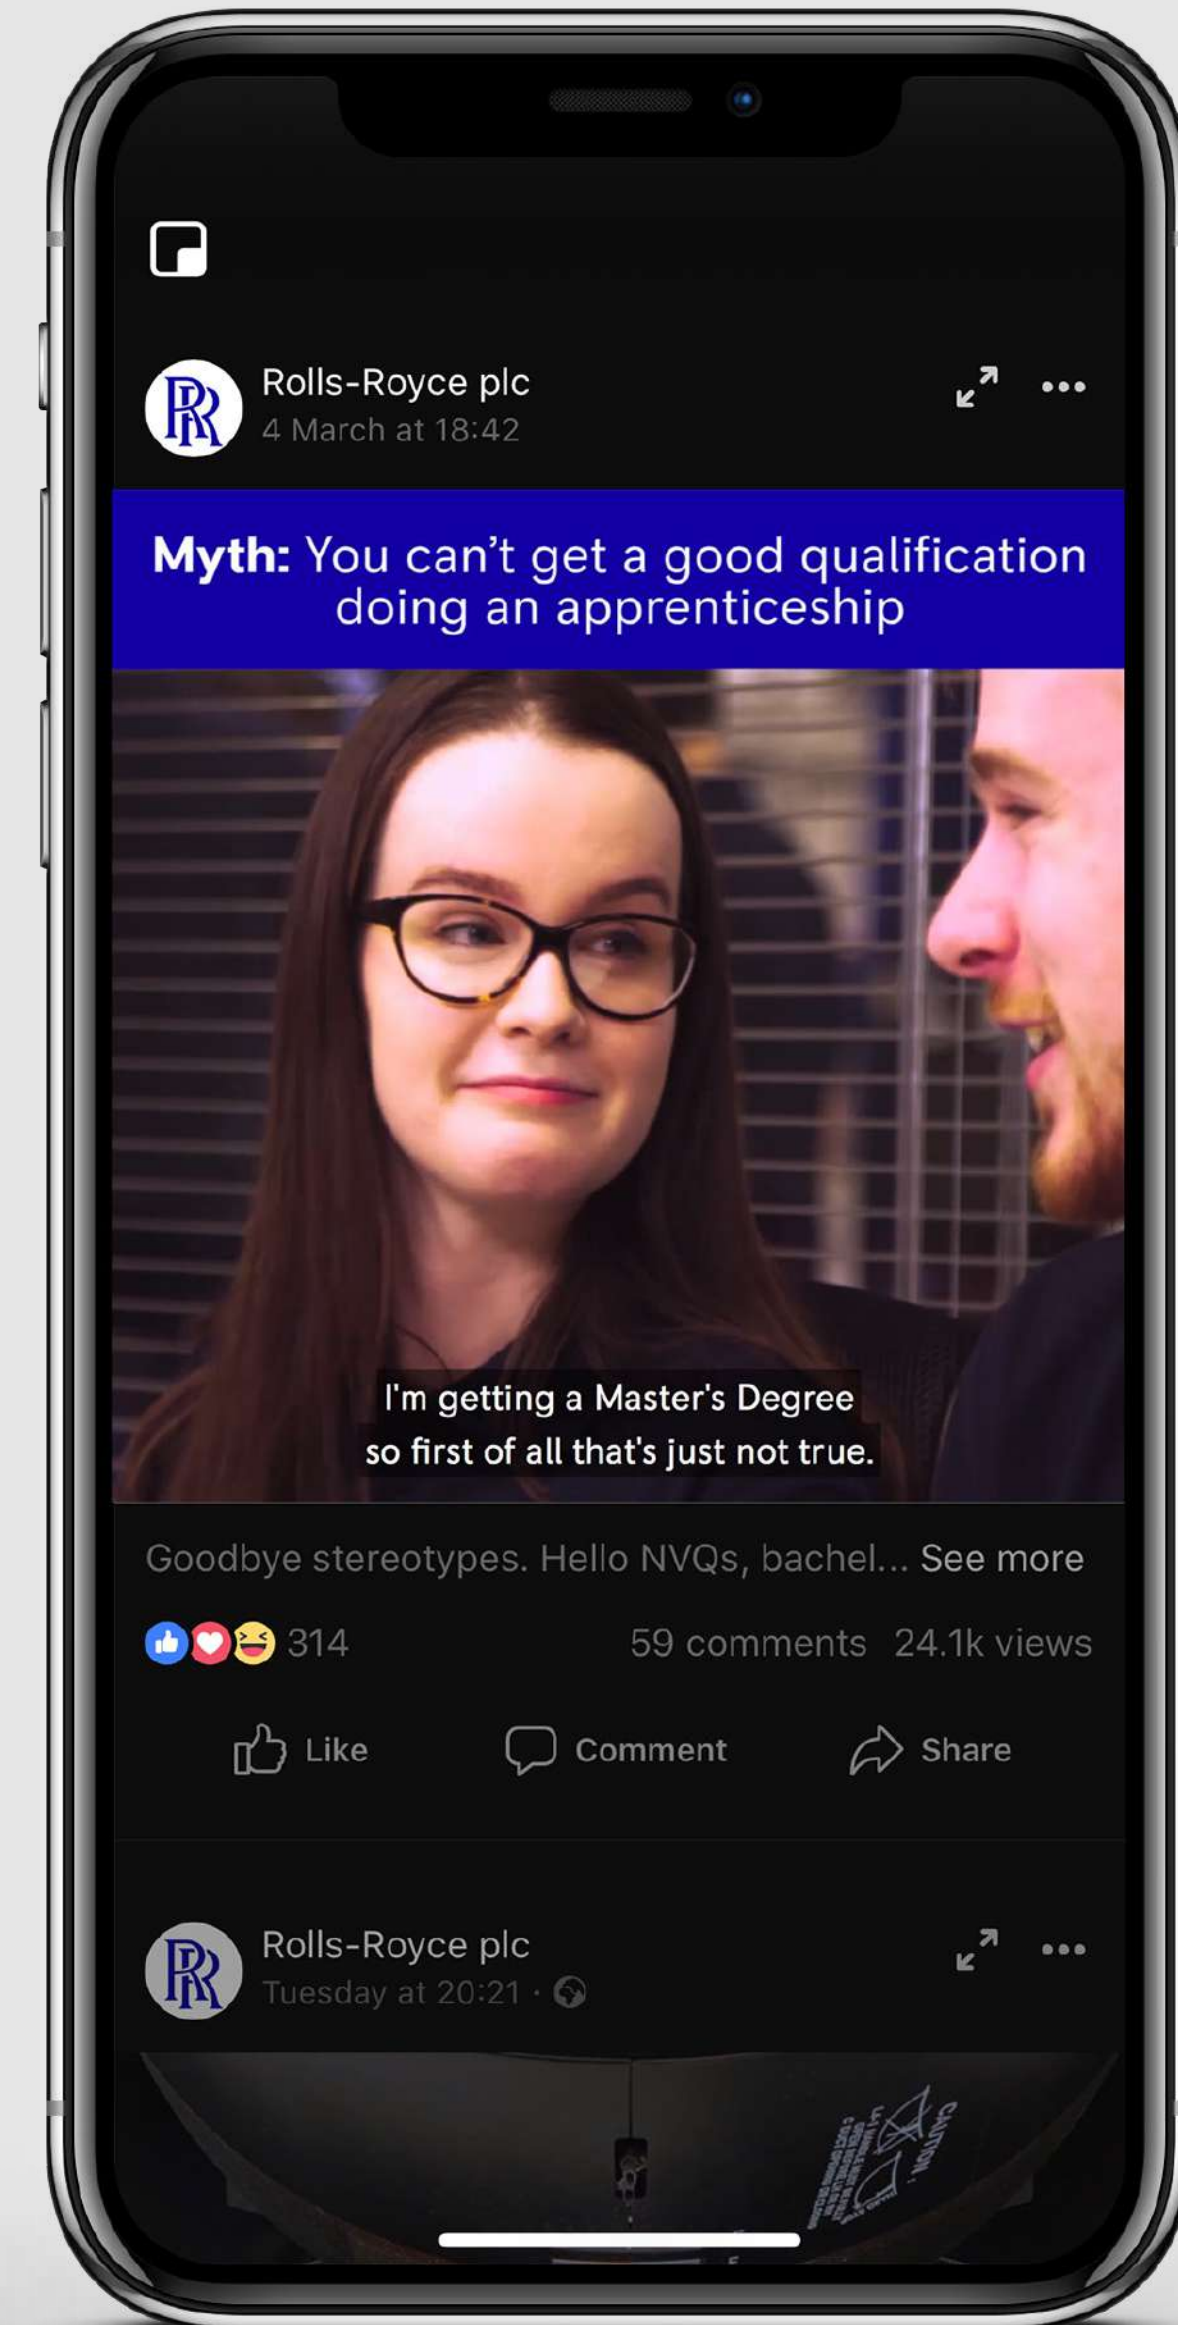 Rolls-Royce plc
4 March at 18:42
Myth: You can't get a good qualification
doing an apprenticeship
I'm getting a Master's Degree
so first of all that's just not true.
Goodbye stereotypes. Hello NVQs, bachel... See more
314 59 comments 24.1k views
Like Comment Share
Rolls-Royce plc
Tuesday at 20:21 ·
CAUTION